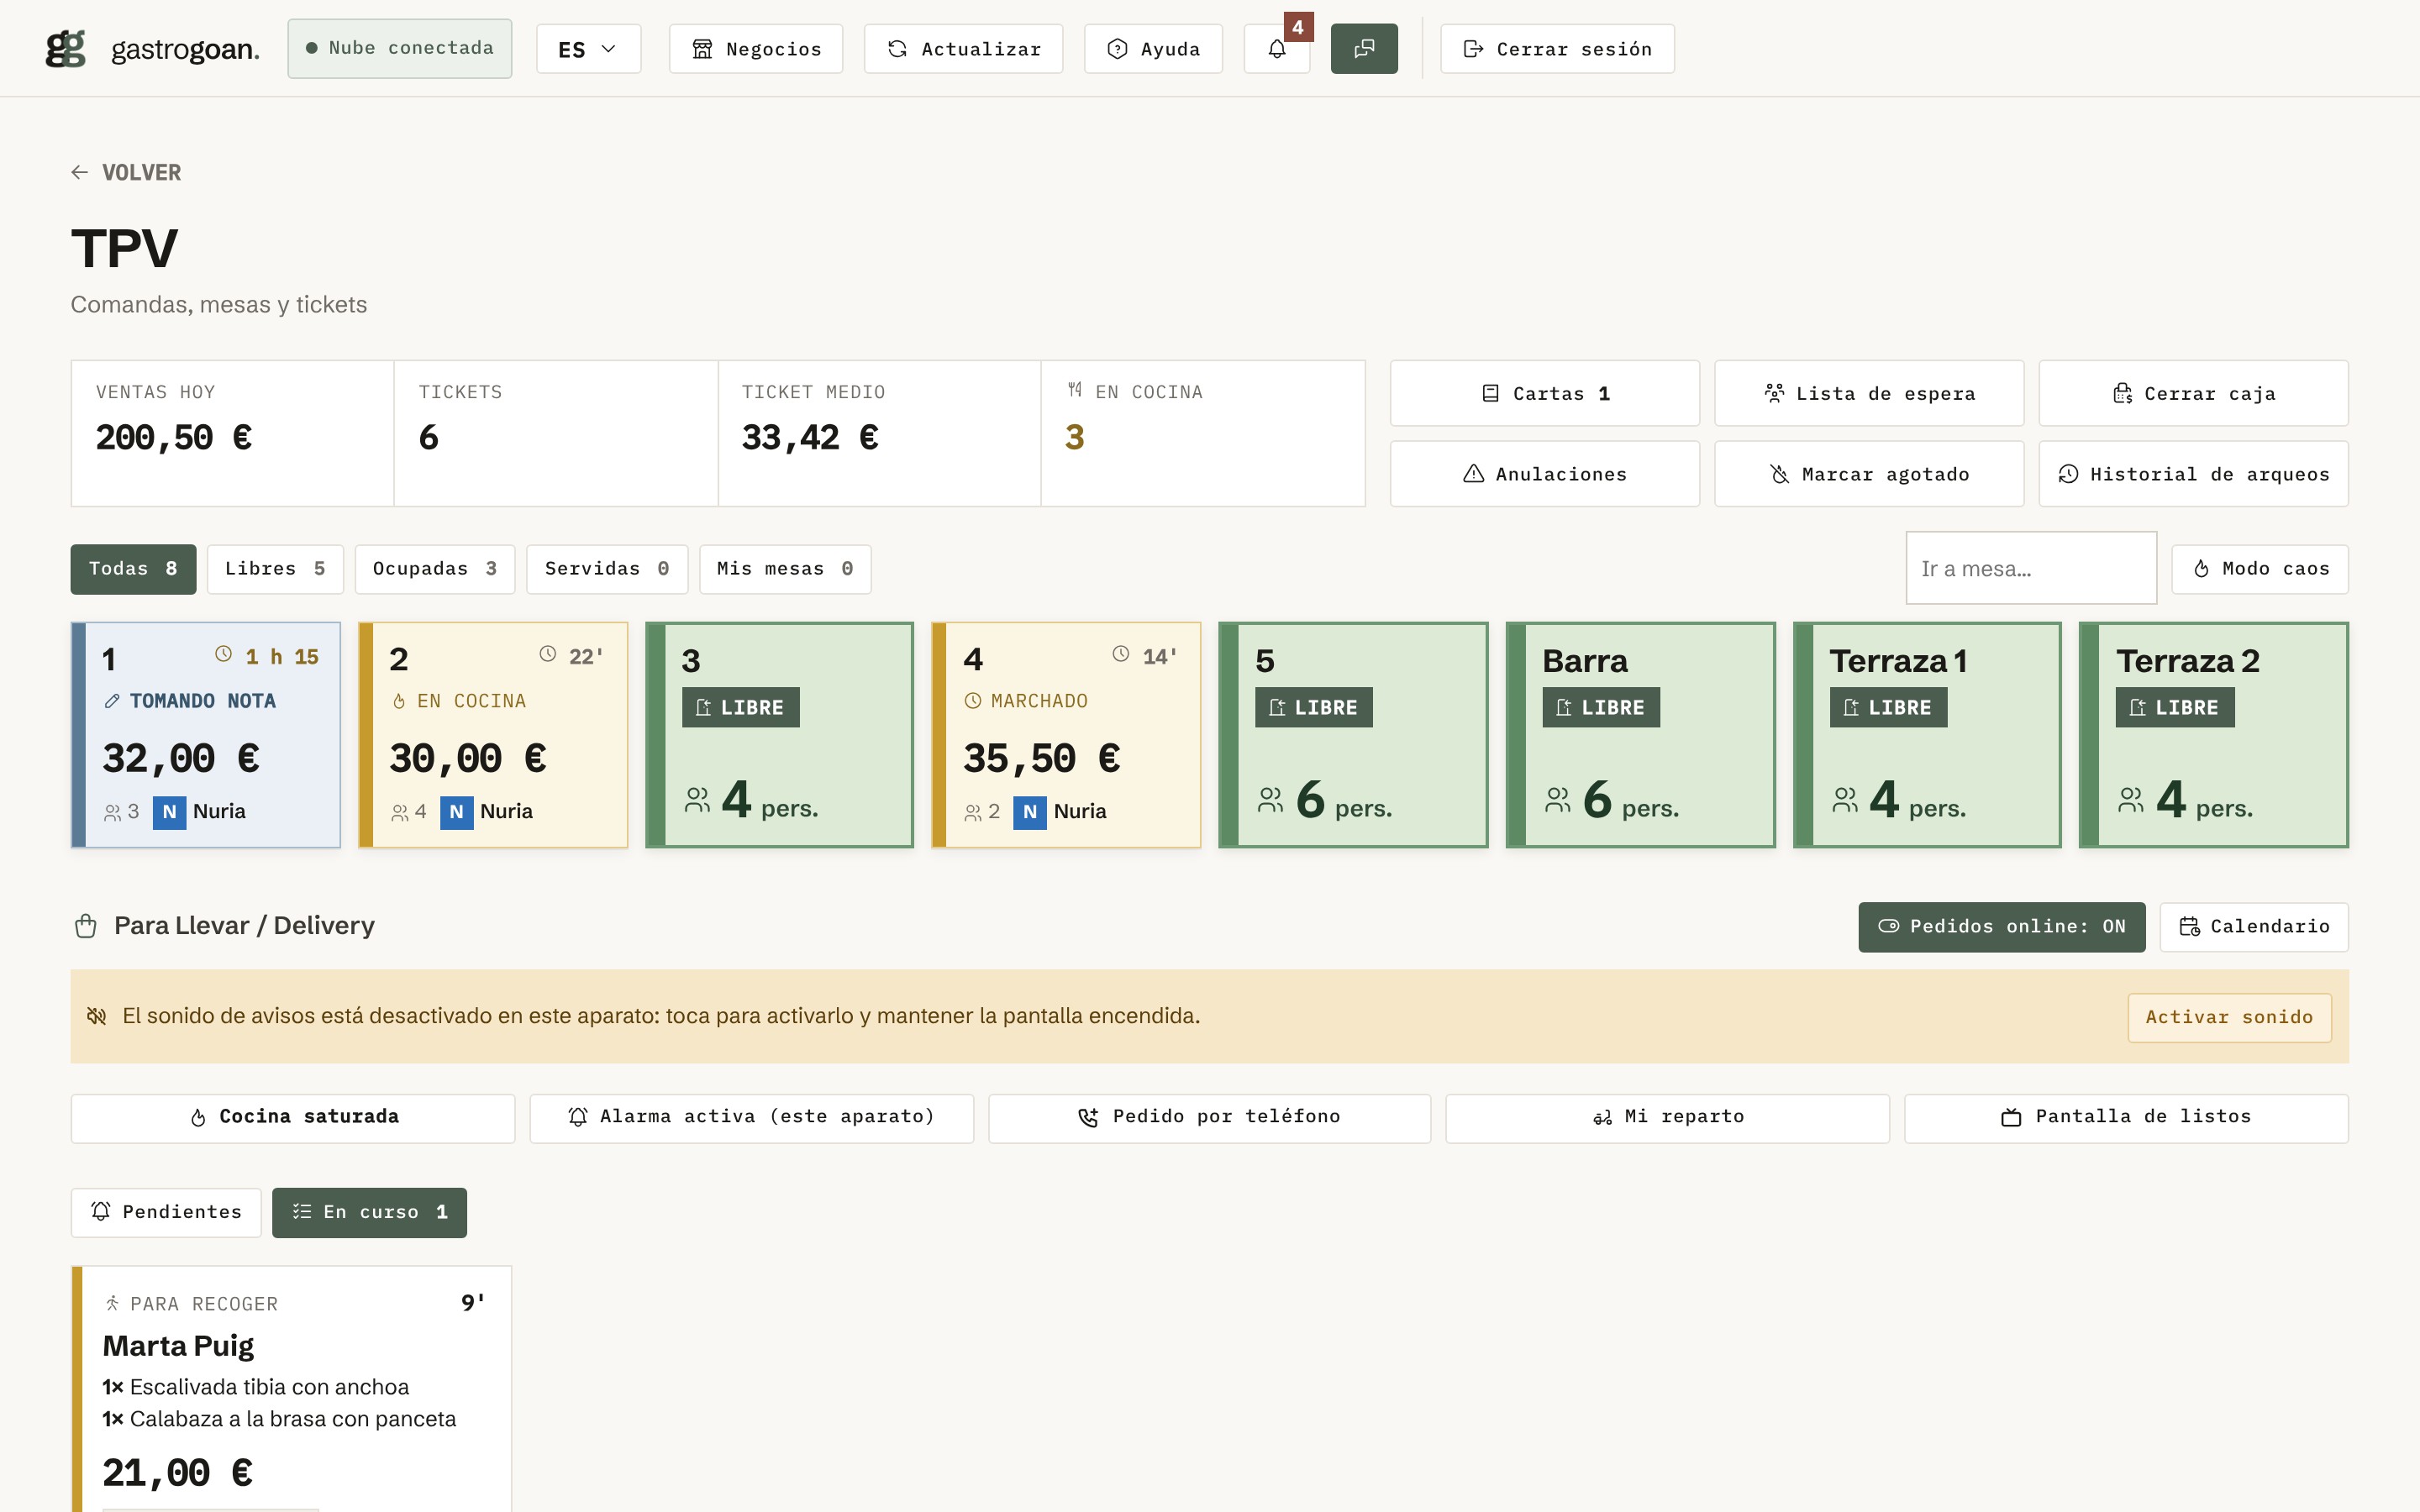 gg gastrogoan. Nube conectada ES Negocios Actualizar Ayuda 4 Cerrar sesión
← VOLVER
TPV
Comandas, mesas y tickets
VENTAS HOY TICKETS TICKET MEDIO EN COCINA
200,50 € 6 33,42 € 3
Cartas 1 Lista de espera Cerrar caja
Anulaciones Marcar agotado Historial de arqueos
Todas 8 Libres 5 Ocupadas 3 Servidas 0 Mis mesas 0 Ir a mesa... Modo caos
1 1 h 15
TOMANDO NOTA
32,00 €
3 N Nuria
2 22'
EN COCINA
30,00 €
4 N Nuria
3
LIBRE
4 pers.
4 14'
MARCHADO
35,50 €
2 N Nuria
5
LIBRE
6 pers.
Barra
LIBRE
6 pers.
Terraza 1
LIBRE
4 pers.
Terraza 2
LIBRE
4 pers.
Para Llevar / Delivery Pedidos online: ON Calendario
El sonido de avisos está desactivado en este aparato: toca para activarlo y mantener la pantalla encendida. Activar sonido
Cocina saturada Alarma activa (este aparato) Pedido por teléfono Mi reparto Pantalla de listos
Pendientes En curso 1
PARA RECOGER 9'
Marta Puig
1× Escalivada tibia con anchoa
1× Calabaza a la brasa con panceta
21,00 €